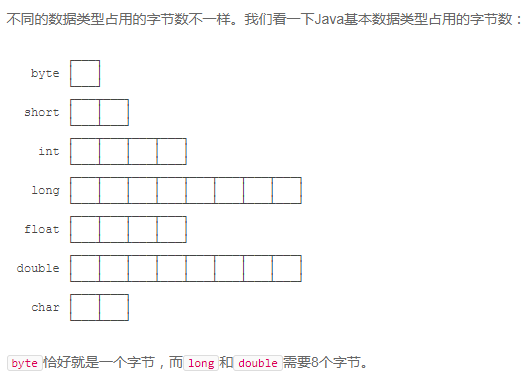 不同的数据类型占用的字节数不一样。我们看一下Java基本数据类型占用的字节数：
byte
short
int
long
float
double
char
byte恰好就是一个字节，而long和double需要8个字节。